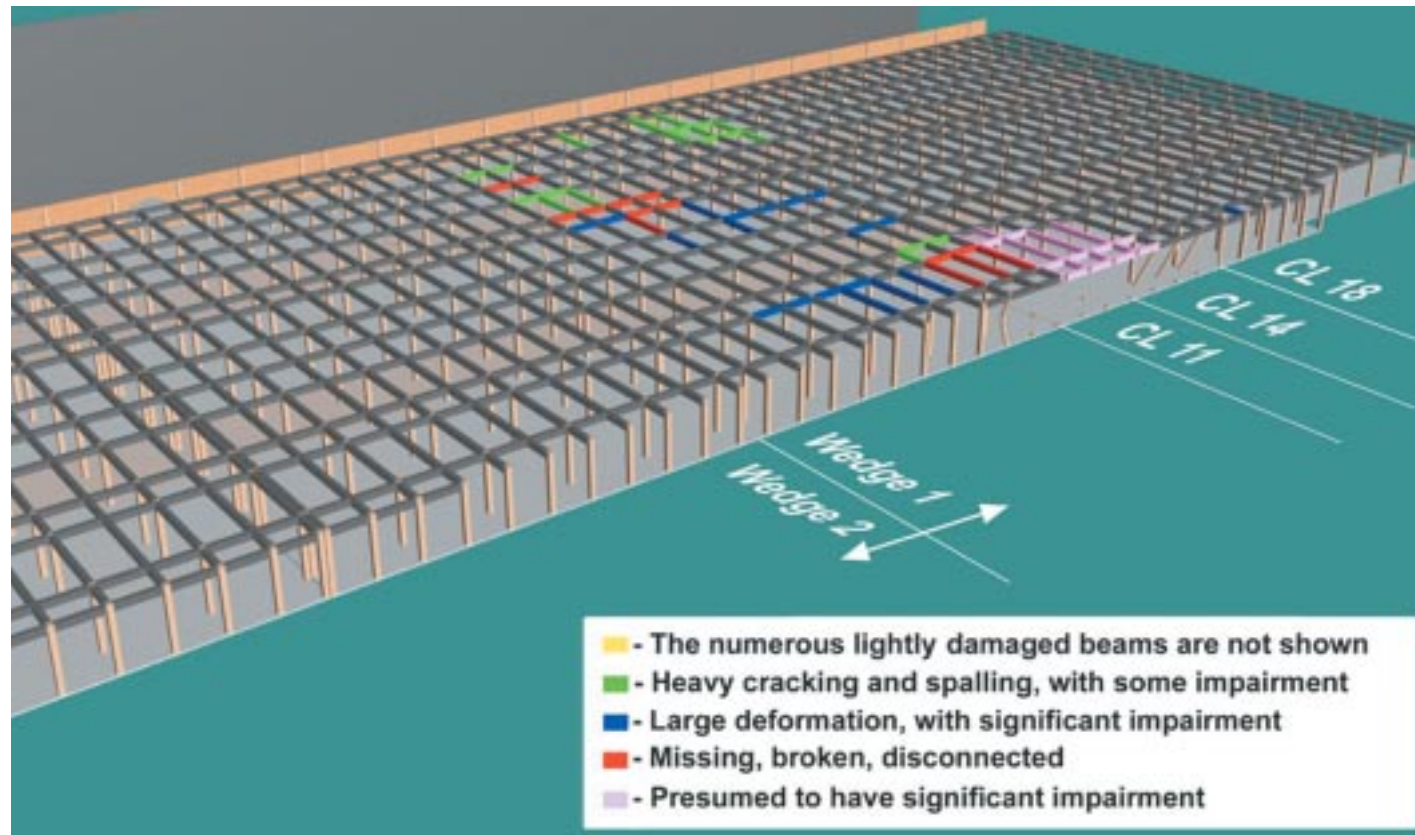 CL 18
CL 14
CL 11
Wedge 1
Wedge 2
- The numerous lightly damaged beams are not shown
- Heavy cracking and spalling, with some impairment
- Large deformation, with significant impairment
- Missing, broken, disconnected
- Presumed to have significant impairment